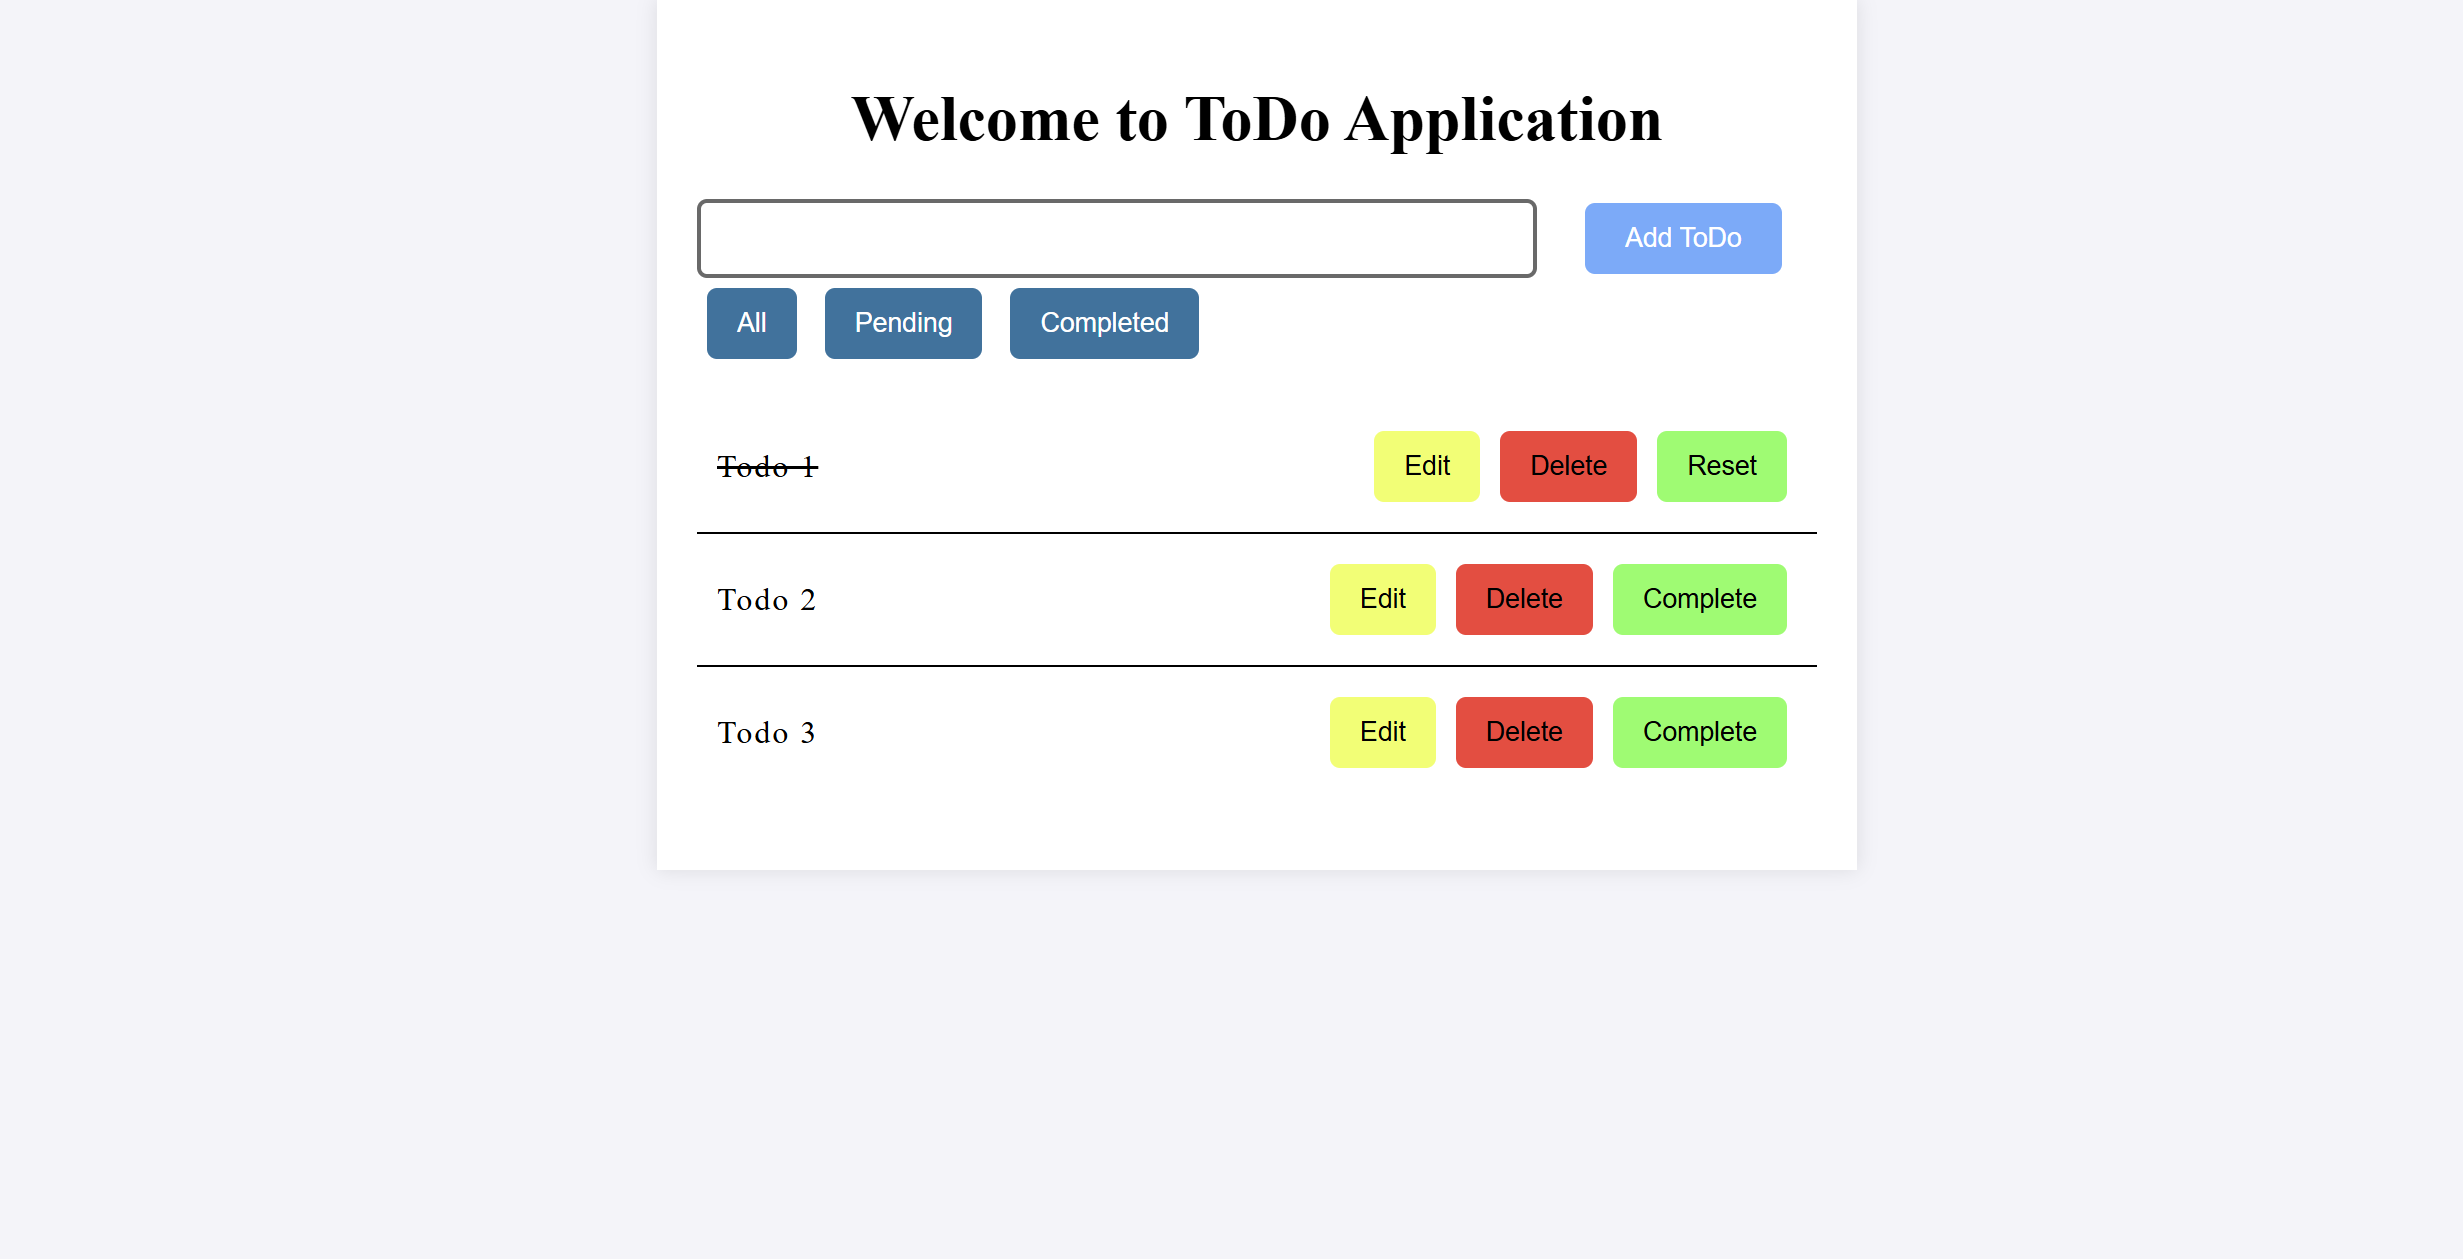 Welcome to ToDo Application
Add ToDo
All Pending Completed
Todo 1 Edit Delete Reset
Todo 2 Edit Delete Complete
Todo 3 Edit Delete Complete